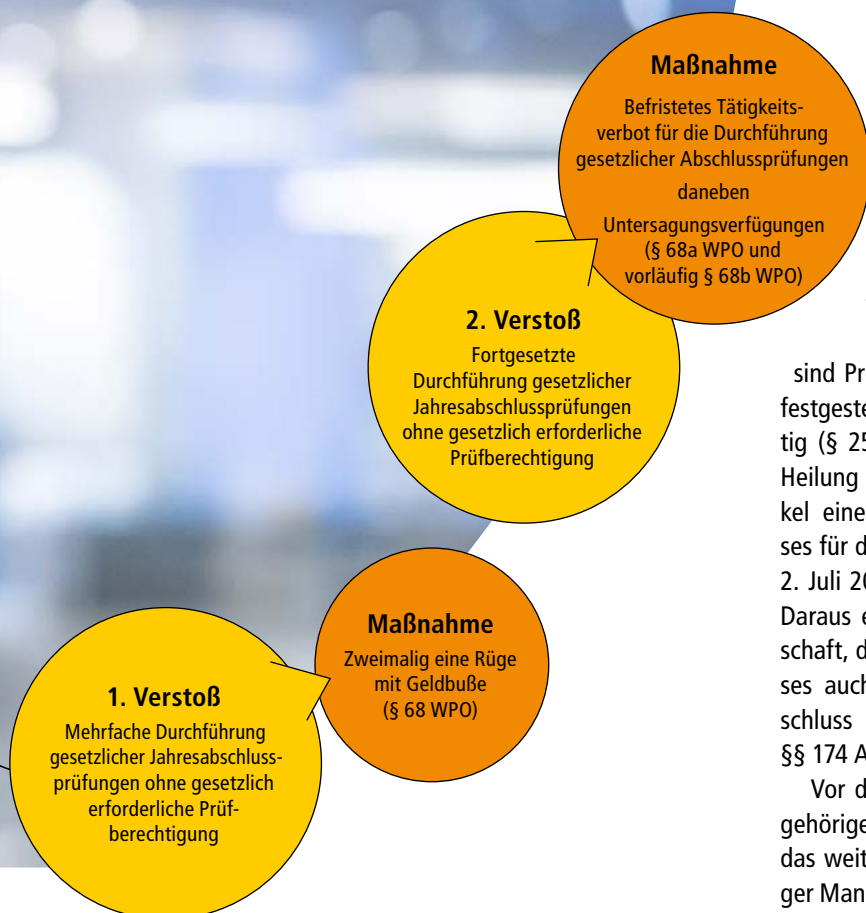 Maßnahme
Befristetes Tätigkeits-
verbot für die Durchführung
gesetzlicher Abschlussprüfungen
daneben
Untersagungsverfügungen
(§ 68a WPO und
vorläufig § 68b WPO)
2. Verstoß
Fortgesetzte
Durchführung gesetzlicher
Jahresabschlussprüfungen
ohne gesetzlich erforderliche
Prüfberechtigung
Maßnahme
Zweimalig eine Rüge
mit Geldbuße
(§ 68 WPO)
1. Verstoß
Mehrfache Durchführung
gesetzlicher Jahresabschluss-
prüfungen ohne gesetzlich
erforderliche Prüf-
berechtigung
sind Pr
festgeste
tig (§ 25
Heilung
kel eine
ses für d
2. Juli 20
Daraus e
schaft, d
ses auch
schluss
§§ 174 A
Vor d
gehörige
das weit
ger Man